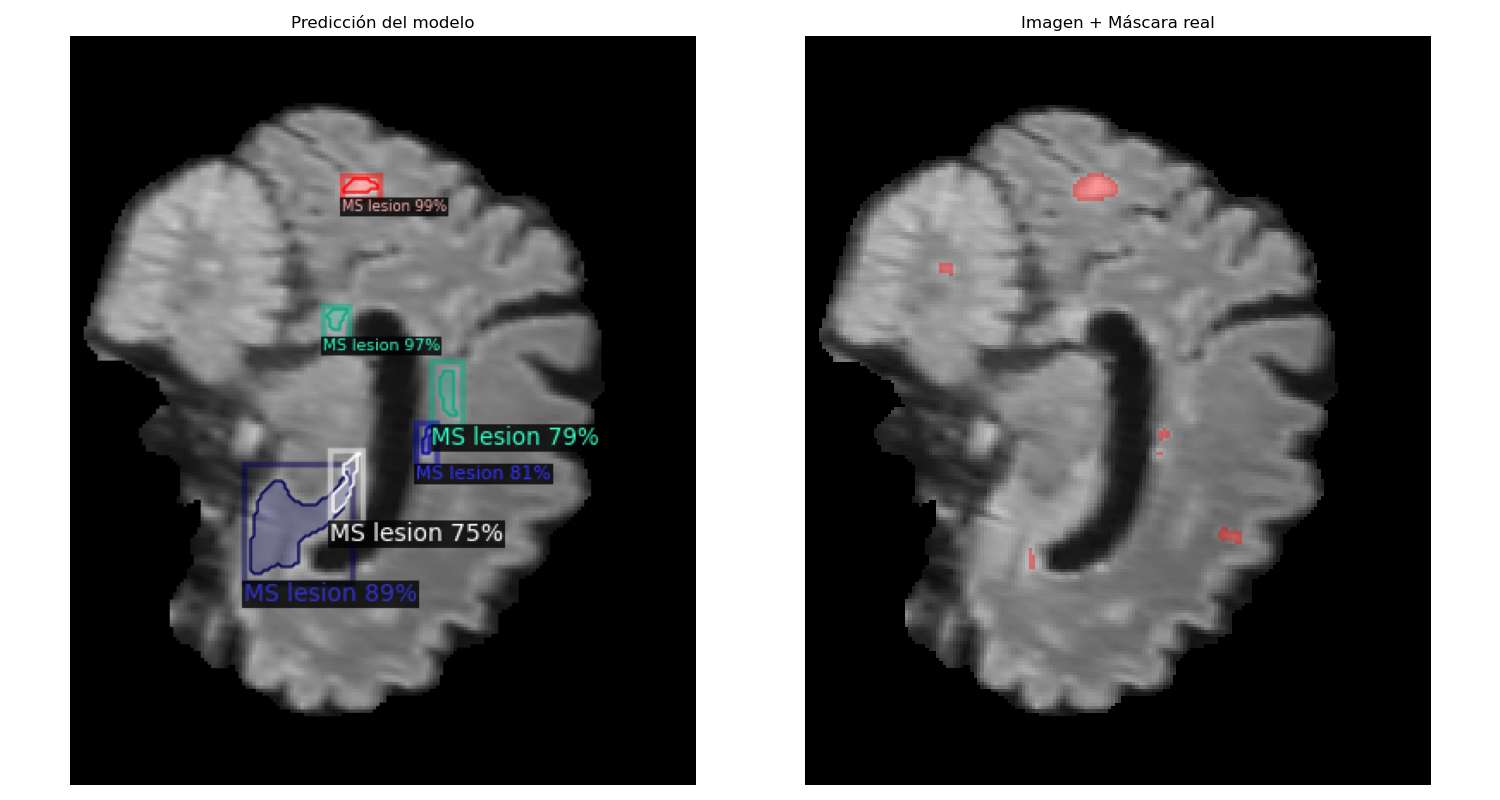 Predicción del modelo
Imagen + Máscara real
MS lesion 99%
MS lesion 97%
MS lesion 79%
MS lesion 81%
MS lesion 75%
MS lesion 89%